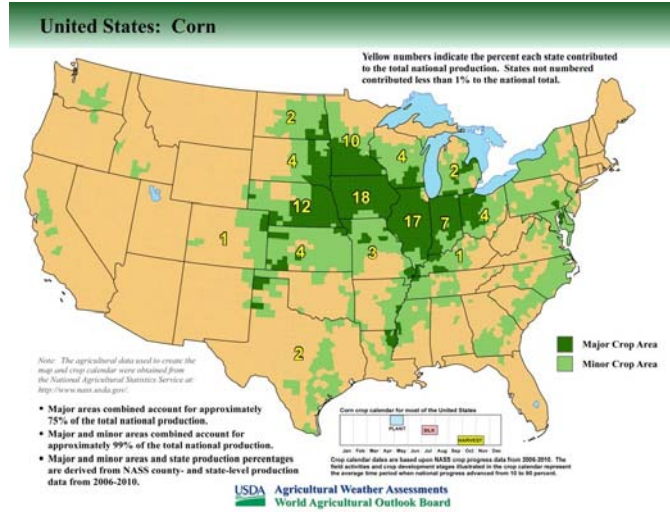 United States: Corn
Yellow numbers indicate the percent each state contributed
to the total national production. States not numbered
contributed less than 1% to the national total.
2
10
4
4
2
12
18
17
7
4
1
4
3
1
2
Major Crop Area
Minor Crop Area
Note: The agricultural data used to create the
map and crop calendar were obtained from
the National Agricultural Statistics Service at:
http://www.nass.usda.gov/.
• Major areas combined account for approximately
75% of the total national production.
• Major and minor areas combined account for
approximately 99% of the total national production.
• Major and minor areas and state production percentages
are derived from NASS county- and state-level production
data from 2006-2010.
Corn crop calendar for most of the United States
PLANT
SILK
HARVEST
Jan Feb Mar Apr May Jun Jul Aug Sep Oct Nov Dec
Crop calendar dates are based upon NASS crop progress data from 2006-2010. The
field activities and crop development stages illustrated in the crop calendar represent
the average time period when national progress advanced from 10 to 90 percent.
USDA Agricultural Weather Assessments
World Agricultural Outlook Board